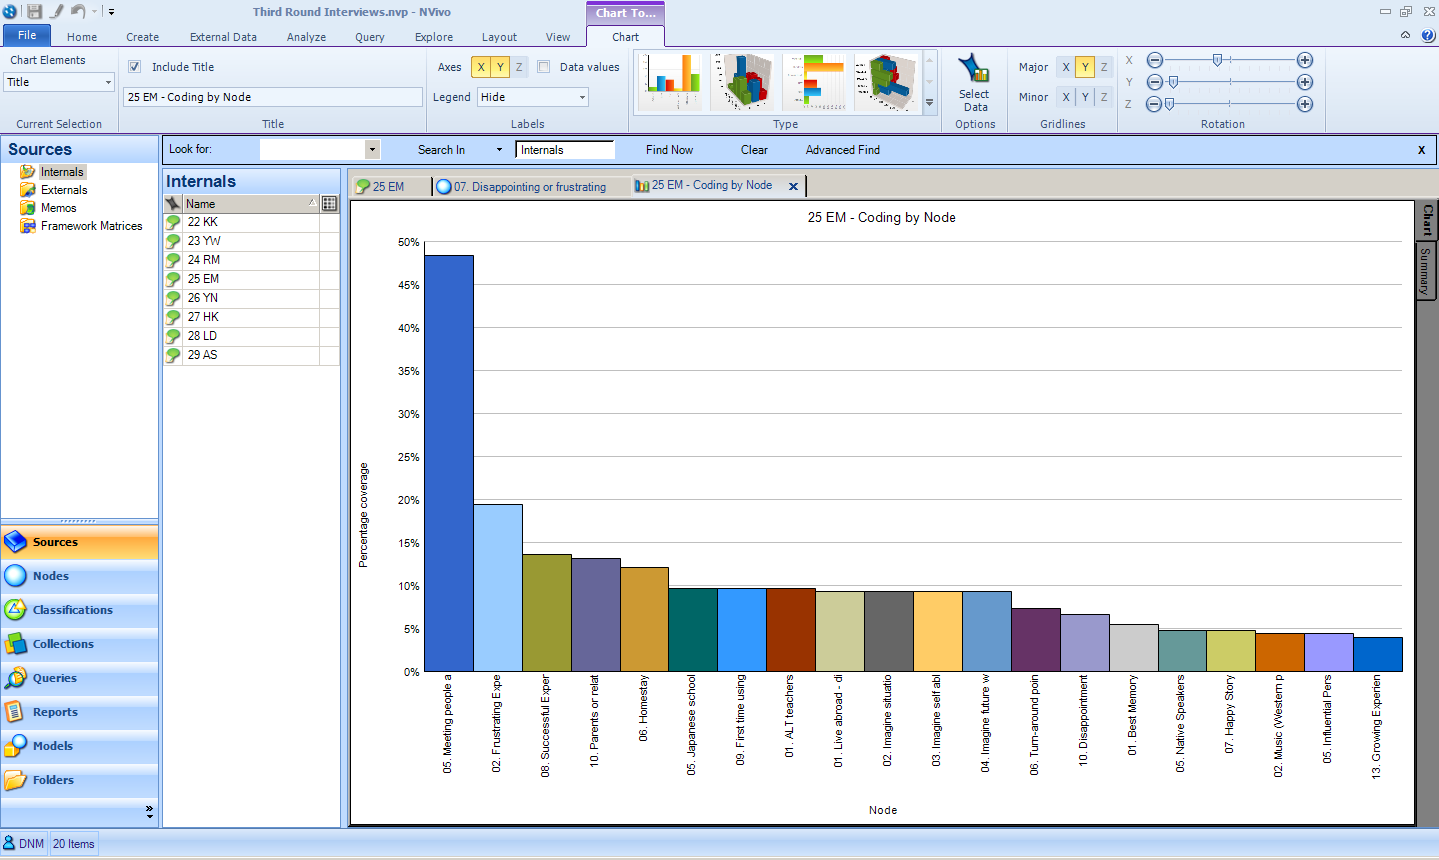 Third Round Interviews.nvp - NVivo
Chart To...
File Home Create External Data Analyze Query Explore Layout View Chart
Chart Elements
Title
Current Selection
Include Title
25 EM - Coding by Node
Title
Axes X Y Z Data values
Legend Hide
Labels
Type
Select Data
Options
Major X Y Z
Minor X Y Z
Gridlines
X
Y
Z
Rotation
Sources
Internals
Externals
Memos
Framework Matrices
Sources
Nodes
Classifications
Collections
Queries
Reports
Models
Folders
Look for: Search In Internals Find Now Clear Advanced Find X
Internals
Name
22 KK
23 YW
24 RM
25 EM
26 YN
27 HK
28 LD
29 AS
25 EM 07. Disappointing or frustrating 25 EM - Coding by Node
Chart
Summary
25 EM - Coding by Node
50%
45%
40%
35%
30%
25%
20%
15%
10%
5%
0%
Percentage coverage
05. Meeting people a
02. Frustrating Expe
08. Successful Exper
10. Parents or relat
06. Homestay
05. Japanese school
09. First time using
01. ALT teachers
01. Live abroad - di
02. Imagine situatio
03. Imagine self abl
04. Imagine future w
06. Turn-around poin
10. Disappointment
01. Best Memory
05. Native Speakers
07. Happy Story
02. Music (Western p
05. Influential Pers
13. Growing Experien
Node
DNM 20 Items